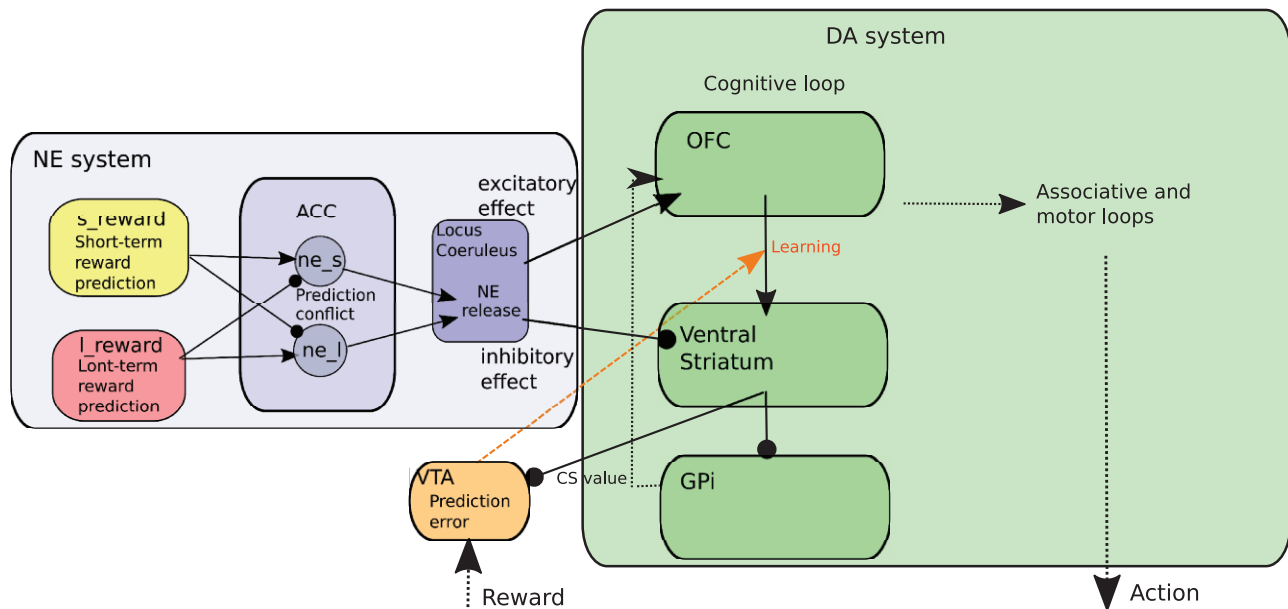 DA system
Cognitive loop
OFC
NE system
excitatory
effect
s_reward
Short-term
reward
prediction
ACC
ne_s
Prediction
conflict
ne_l
Locus
Coeruleus
NE
release
Associative and
motor loops
Learning
l_reward
Lont-term
reward
prediction
inhibitory
effect
Ventral
Striatum
VTA
Prediction
error
CS value
GPi
Reward
Action